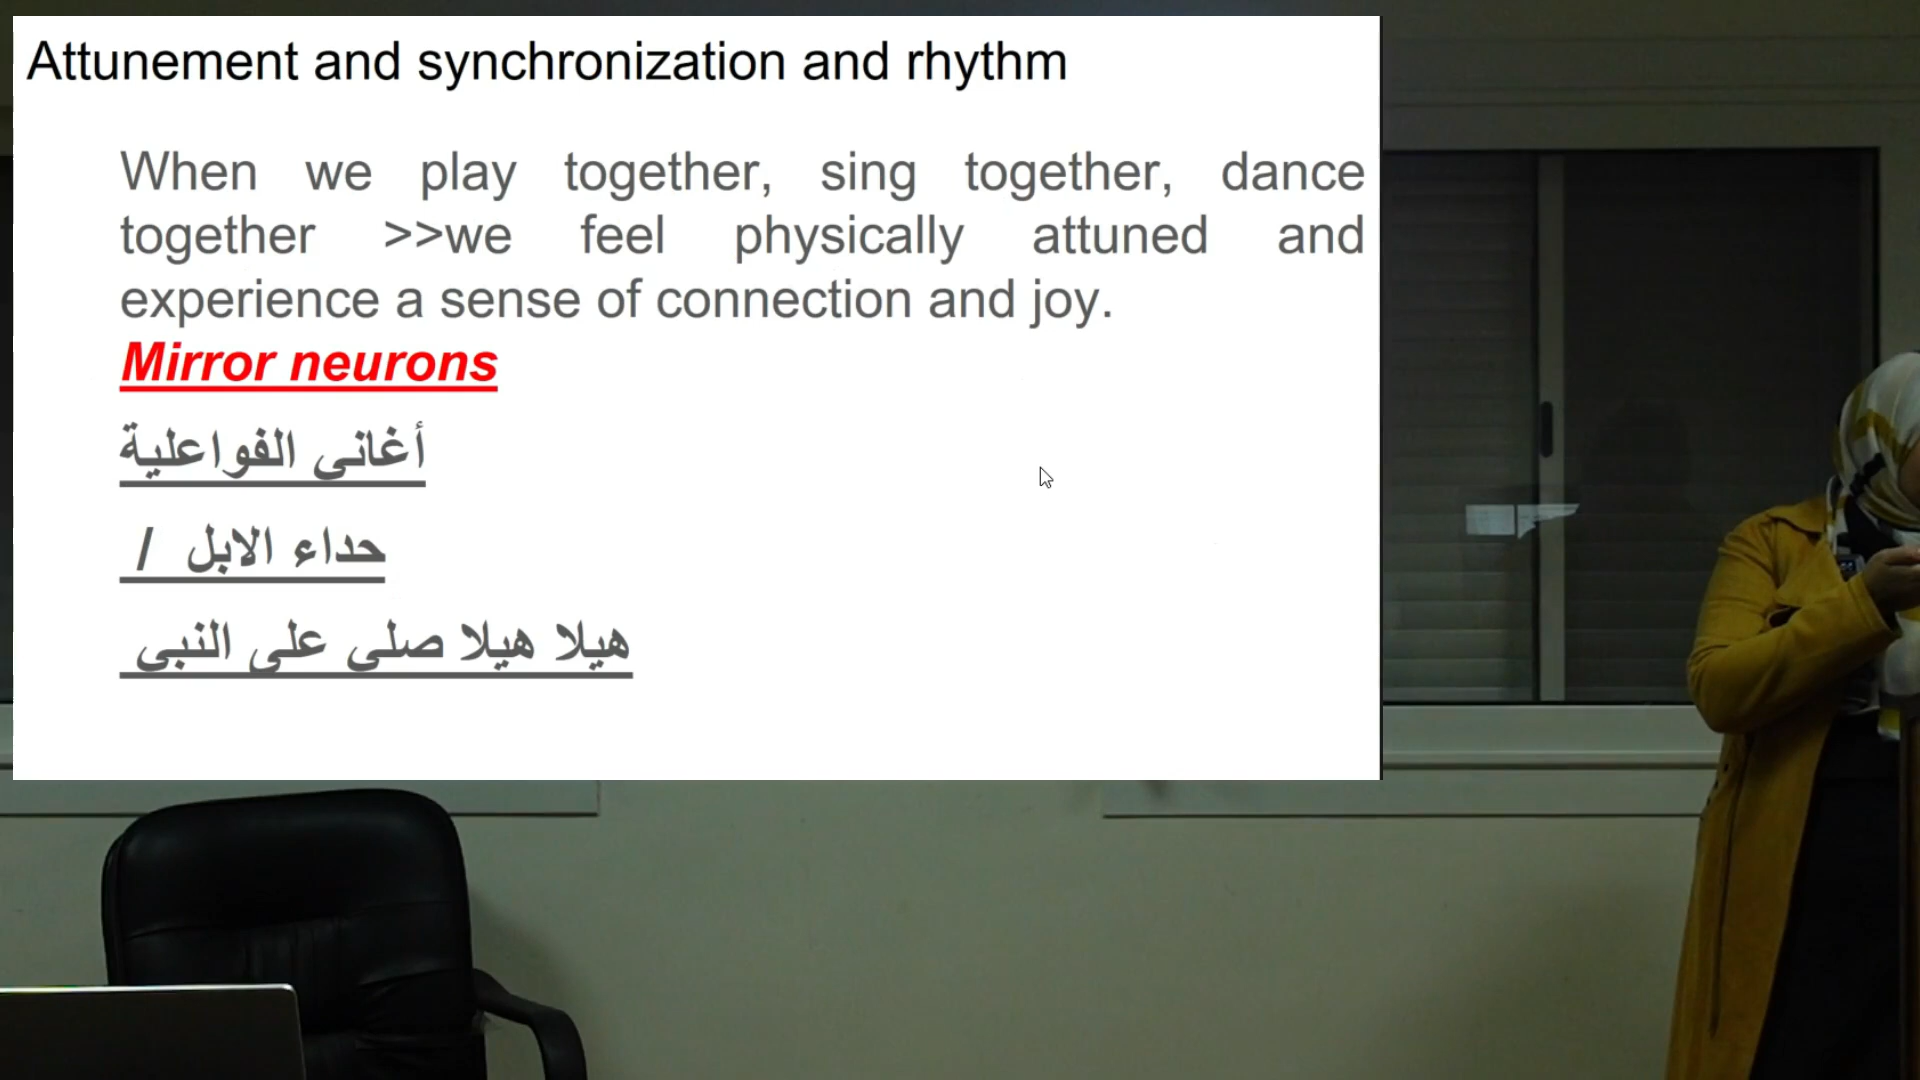 Attunement and synchronization and rhythm
When we play together, sing together, dance
together >>we feel physically attuned and
experience a sense of connection and joy.
Mirror neurons
أغانى الفواعلية
حداء الابل /
هيلا هيلا صلى على النبى